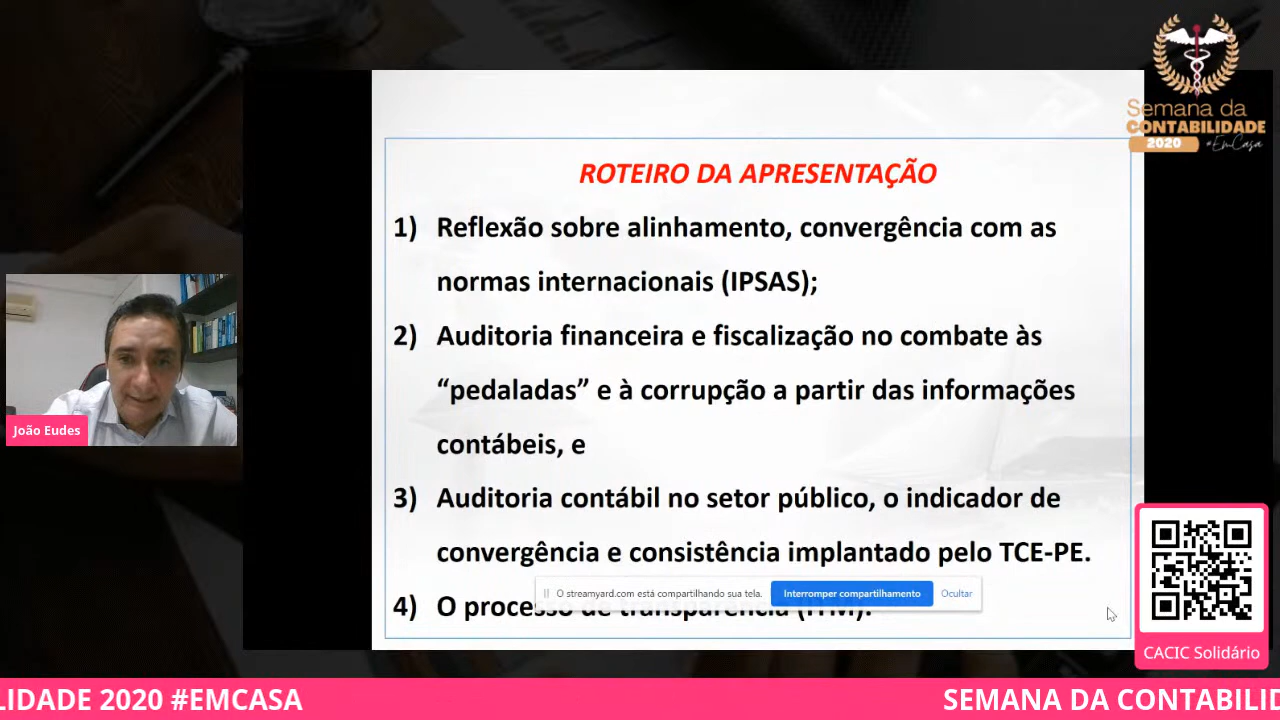 Semana da
CONTABILIDADE
2020 #EmCasa
ROTEIRO DA APRESENTAÇÃO
1) Reflexão sobre alinhamento, convergência com as
normas internacionais (IPSAS);
2) Auditoria financeira e fiscalização no combate às
“pedaladas” e à corrupção a partir das informações
contábeis, e
3) Auditoria contábil no setor público, o indicador de
convergência e consistência implantado pelo TCE-PE.
4) O processo de transparência (ITM).
O streamyard.com está compartilhando sua tela. Interromper compartilhamento Ocultar
João Eudes
CACIC Solidário
LIDADE 2020 #EMCASA SEMANA DA CONTABILID